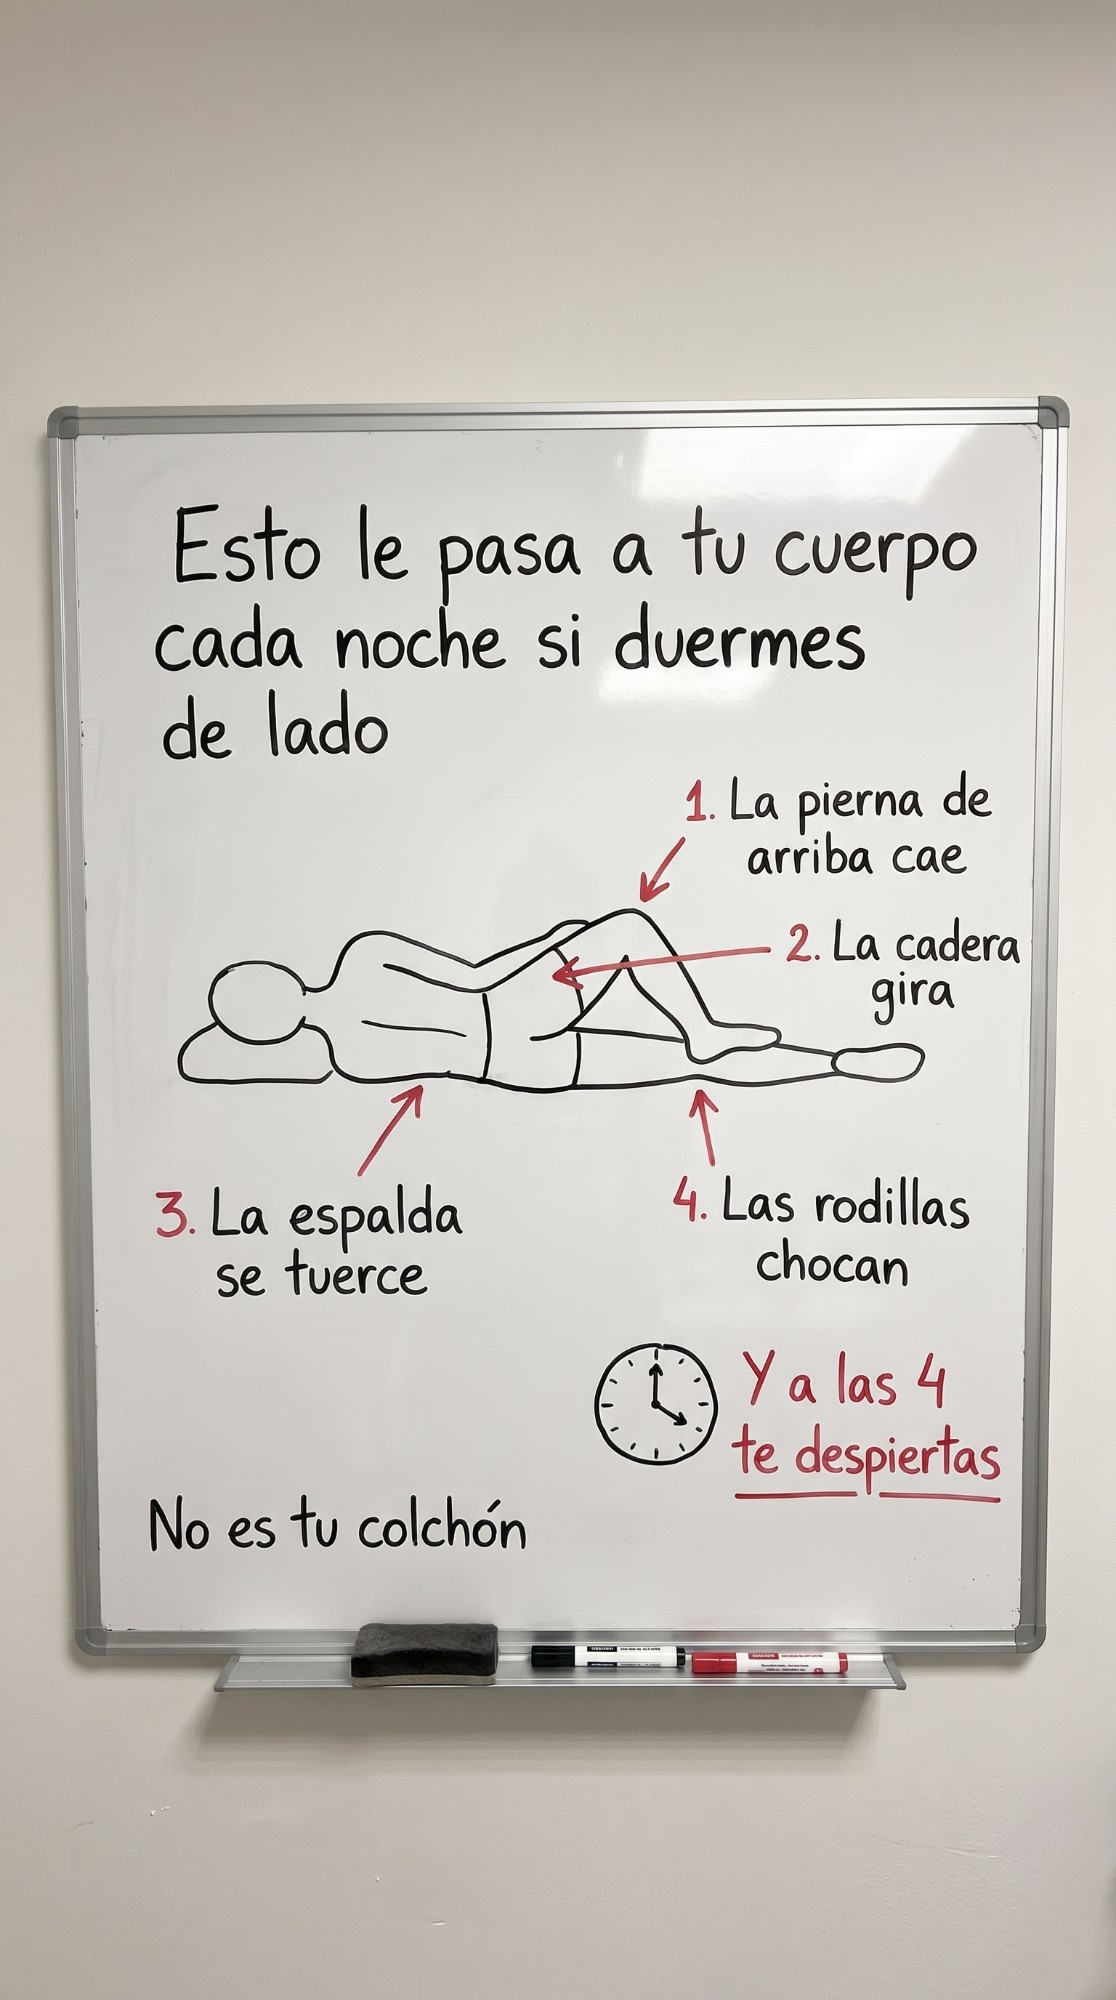 Esto le pasa a tu cuerpo
cada noche si duermes
de lado
1. La pierna de
arriba cae
2. La cadera
gira
3. La espalda
se tuerce
4. Las rodillas
chocan
Y a las 4
te despiertas
No es tu colchón